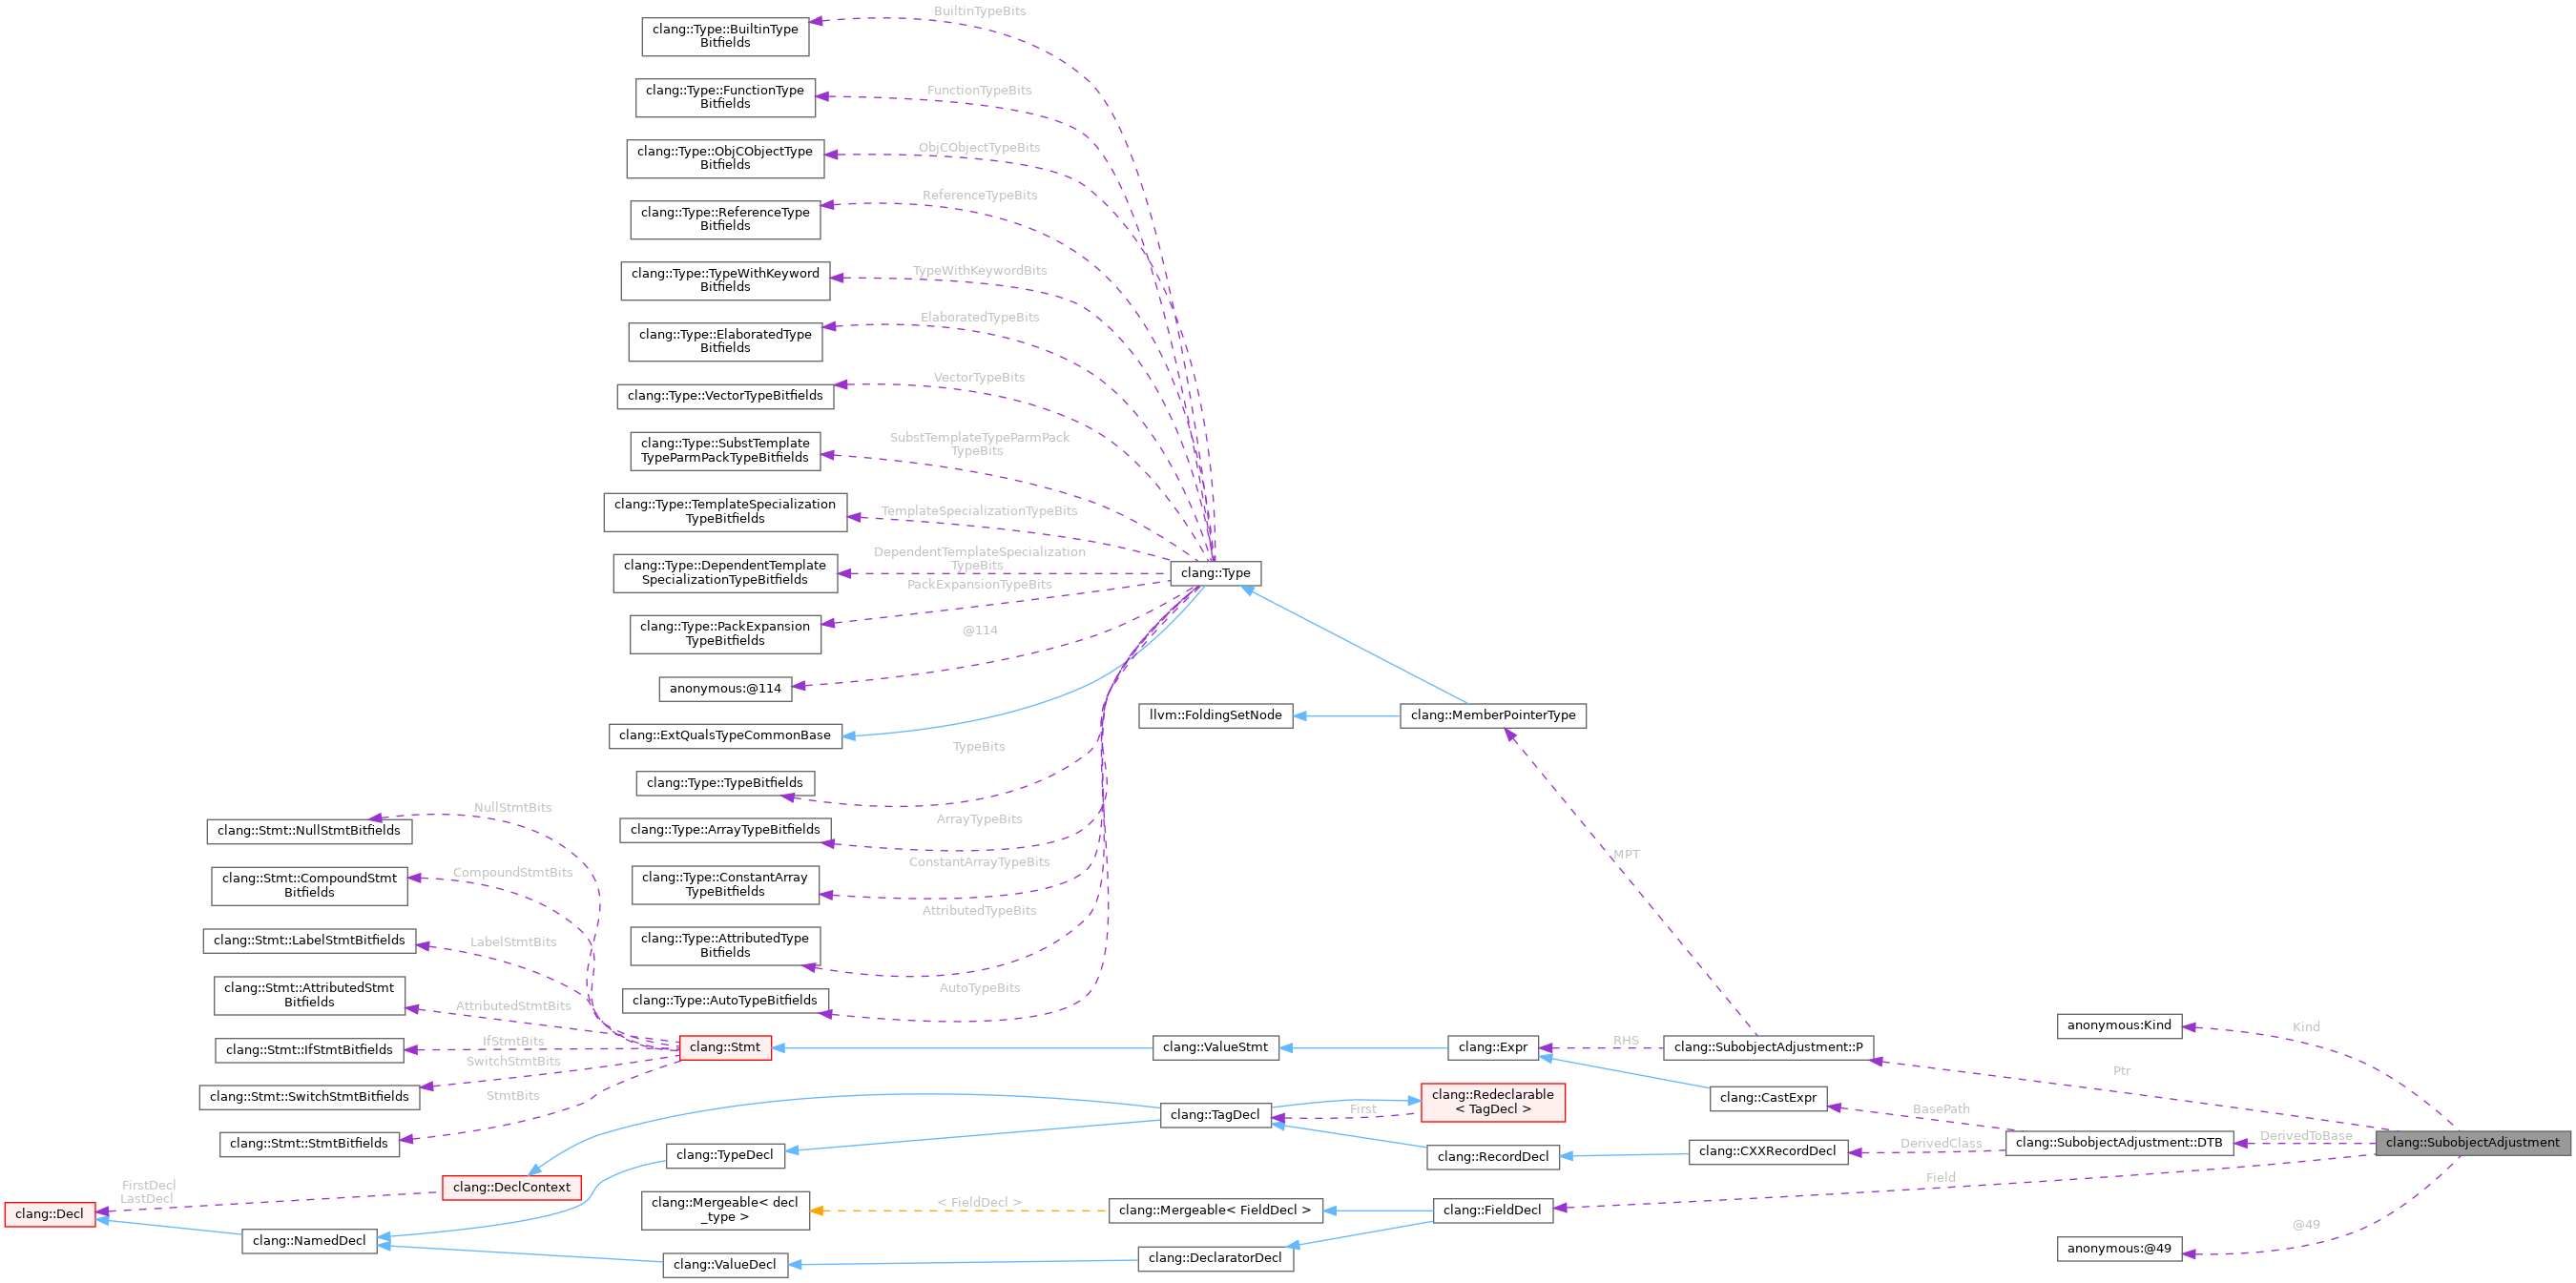 BuiltinTypeBits
clang::Type::BuiltinType
Bitfields
FunctionTypeBits
clang::Type::FunctionType
Bitfields
ObjCObjectTypeBits
clang::Type::ObjCObjectType
Bitfields
ReferenceTypeBits
clang::Type::ReferenceType
Bitfields
TypeWithKeywordBits
clang::Type::TypeWithKeyword
Bitfields
ElaboratedTypeBits
clang::Type::ElaboratedType
Bitfields
VectorTypeBits
clang::Type::VectorTypeBitfields
SubstTemplateTypeParmPack
TypeBits
clang::Type::SubstTemplate
TypeParmPackTypeBitfields
TemplateSpecializationTypeBits
clang::Type::TemplateSpecialization
TypeBitfields
DependentTemplateSpecialization
TypeBits
clang::Type::DependentTemplate
SpecializationTypeBitfields
clang::Type
PackExpansionTypeBits
clang::Type::PackExpansion
TypeBitfields
@114
anonymous:@114
clang::ExtQualsTypeCommonBase
llvm::FoldingSetNode
clang::MemberPointerType
TypeBits
clang::Type::TypeBitfields
NullStmtBits
clang::Stmt::NullStmtBitfields
ArrayTypeBits
clang::Type::ArrayTypeBitfields
MPT
CompoundStmtBits
clang::Stmt::CompoundStmt
Bitfields
ConstantArrayTypeBits
clang::Type::ConstantArray
TypeBitfields
LabelStmtBits
clang::Stmt::LabelStmtBitfields
AttributedTypeBits
clang::Type::AttributedType
Bitfields
AttributedStmtBits
clang::Stmt::AttributedStmt
Bitfields
AutoTypeBits
clang::Type::AutoTypeBitfields
anonymous:Kind
Kind
IfStmtBits
clang::Stmt::IfStmtBitfields
clang::Stmt
clang::ValueStmt
clang::Expr
RHS
clang::SubobjectAdjustment::P
SwitchStmtBits
clang::Stmt::SwitchStmtBitfields
Ptr
StmtBits
clang::Stmt::StmtBitfields
clang::TagDecl
First
clang::Redeclarable
< TagDecl >
clang::CastExpr
BasePath
clang::TypeDecl
clang::RecordDecl
clang::CXXRecordDecl
DerivedClass
clang::SubobjectAdjustment::DTB
DerivedToBase
clang::SubobjectAdjustment
clang::DeclContext
FirstDecl
LastDecl
clang::Decl
clang::Mergeable< decl
_type >
< FieldDecl >
clang::Mergeable< FieldDecl >
clang::FieldDecl
Field
clang::NamedDecl
clang::ValueDecl
clang::DeclaratorDecl
@49
anonymous:@49